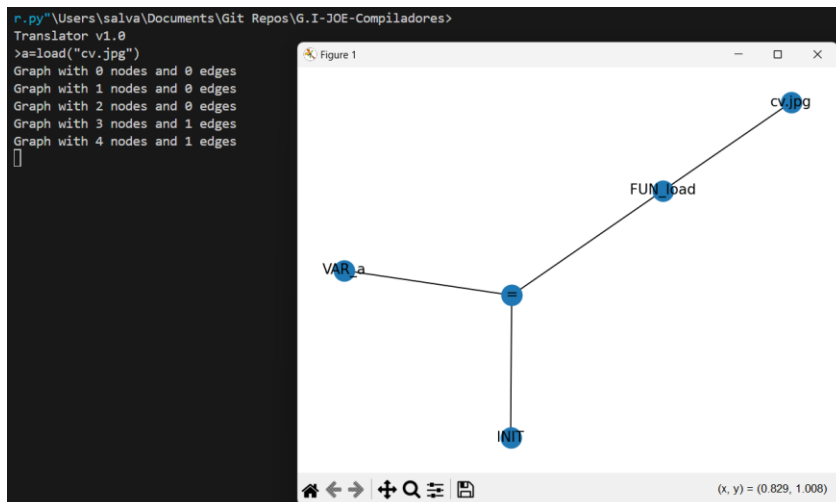 r.py"\Users\salva\Documents\Git Repos\G.I-JOE-Compiladores>
Translator v1.0
>a=load("cv.jpg")
Graph with 0 nodes and 0 edges
Graph with 1 nodes and 0 edges
Graph with 2 nodes and 0 edges
Graph with 3 nodes and 1 edges
Graph with 4 nodes and 1 edges
Figure 1
cv.jpg
FUN_load
VAR_a
=
INIT
(x, y) = (0.829, 1.008)